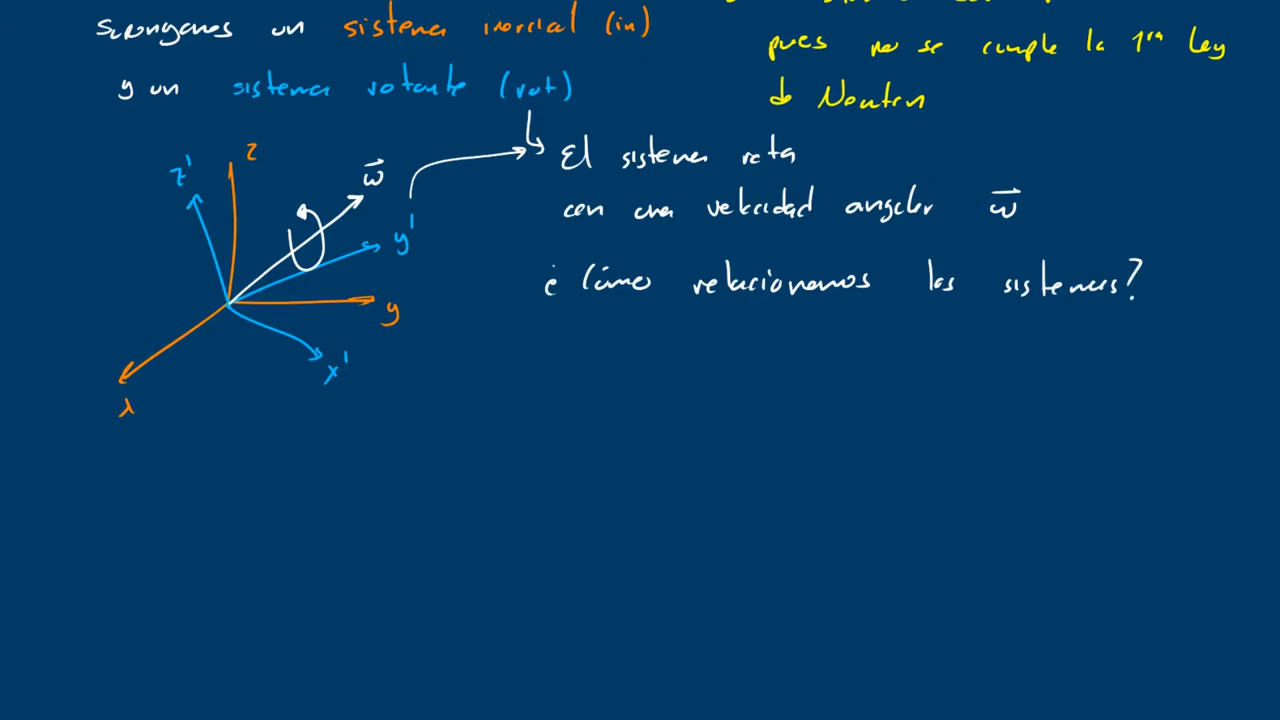 Supongamos un sistema inercial (in)
y un sistema rotante (rot)
pues no se cumple la 1ra Ley
de Newton
El sistema rota
con una velocidad angular ω⃗
¿Cómo relacionamos los sistemas?
z'
z
ω⃗
y'
y
x'
x